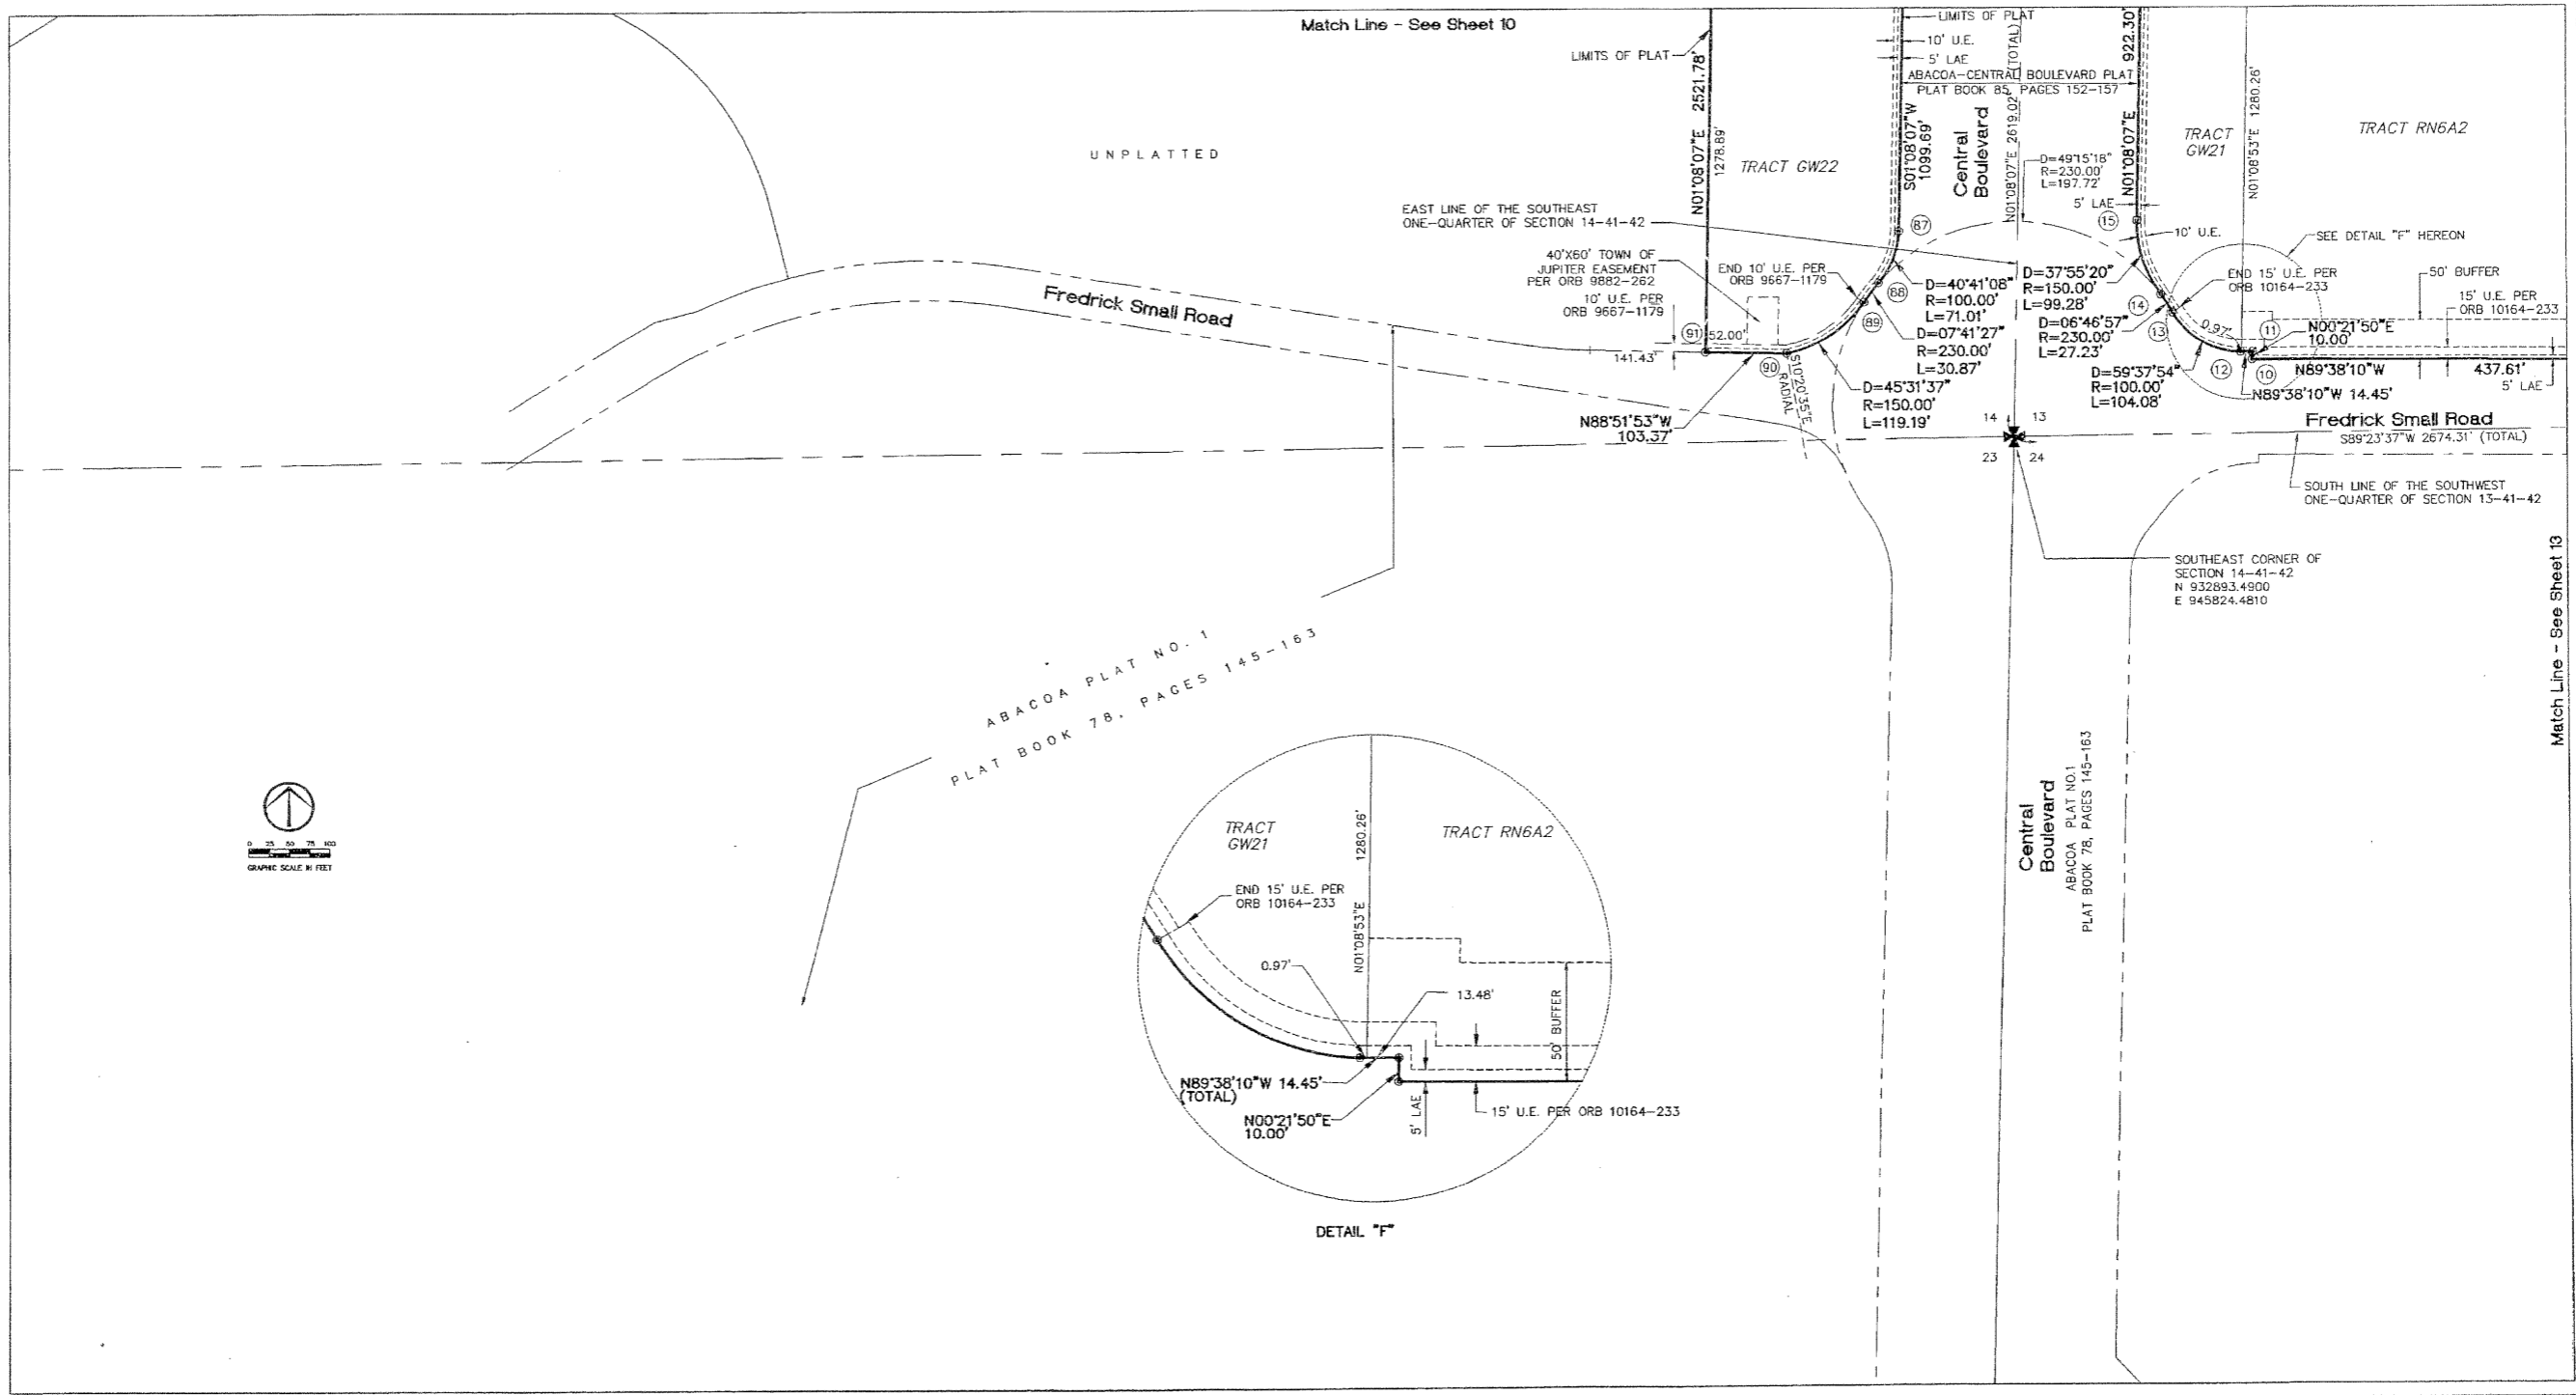 Match Line - See Sheet 10
LIMITS OF PLAT
N01°08'07"E 2521.78'
1278.89'
UNPLATTED
TRACT GW22
LIMITS OF PLAT
10' U.E.
5' LAE
ABACOA-CENTRAL BOULEVARD PLAT
PLAT BOOK 85, PAGES 152-157
S01°08'07"W
1099.69'
Central
Boulevard
N01°08'07"E 2619.02' (TOTAL)
D=49°15'18"
R=230.00'
L=197.72'
N01°08'07"E 922.30'
5' LAE
15
10' U.E.
TRACT
GW21
N01°08'53"E 1280.26'
TRACT RN6A2
EAST LINE OF THE SOUTHEAST
ONE-QUARTER OF SECTION 14-41-42
87
40'X60' TOWN OF
JUPITER EASEMENT
PER ORB 9882-262
10' U.E. PER
ORB 9667-1179
END 10' U.E. PER
ORB 9667-1179
SEE DETAIL "F" HEREON
END 15' U.E. PER
ORB 10164-233
50' BUFFER
15' U.E. PER
ORB 10164-233
Fredrick Small Road
88
D=40°41'08"
R=100.00'
L=71.01'
89
D=07°41'27"
R=230.00'
L=30.87'
D=37°55'20"
R=150.00'
L=99.28'
14
D=06°46'57"
R=230.00'
L=27.23'
13
0.97'
11
N00°21'50"E
10.00'
91
52.00'
141.43'
90
S10°20'35"E
RADIAL
D=45°31'37"
R=150.00'
L=119.19'
D=59°37'54"
R=100.00'
L=104.08'
12
10
N89°38'10"W
437.61'
5' LAE
N89°38'10"W 14.45'
N88°51'53"W
103.37'
14
13
23
24
Fredrick Small Road
S89°23'37"W 2674.31' (TOTAL)
SOUTH LINE OF THE SOUTHWEST
ONE-QUARTER OF SECTION 13-41-42
SOUTHEAST CORNER OF
SECTION 14-41-42
N 932893.4900
E 945824.4810
Match Line - See Sheet 13
ABACOA PLAT NO. 1
PLAT BOOK 78, PAGES 145-163
Central
Boulevard
ABACOA PLAT NO.1
PLAT BOOK 78, PAGES 145-163
0 25 50 75 100
GRAPHIC SCALE IN FEET
TRACT
GW21
1280.26'
TRACT RN6A2
END 15' U.E. PER
ORB 10164-233
N01°08'53"E
0.97'
13.48'
50' BUFFER
N89°38'10"W 14.45'
(TOTAL)
N00°21'50"E
10.00'
5' LAE
15' U.E. PER ORB 10164-233
DETAIL "F"